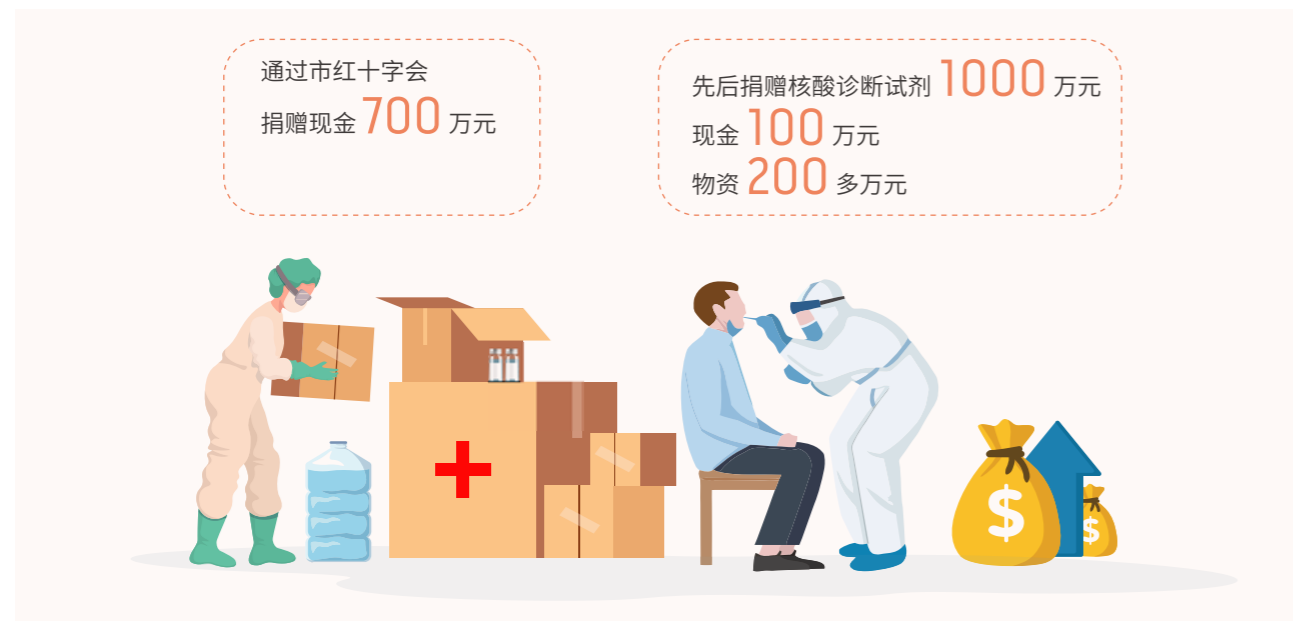 通过市红十字会
捐赠现金 700 万元
先后捐赠核酸诊断试剂 1000 万元
现金 100 万元
物资 200 多万元
$
$